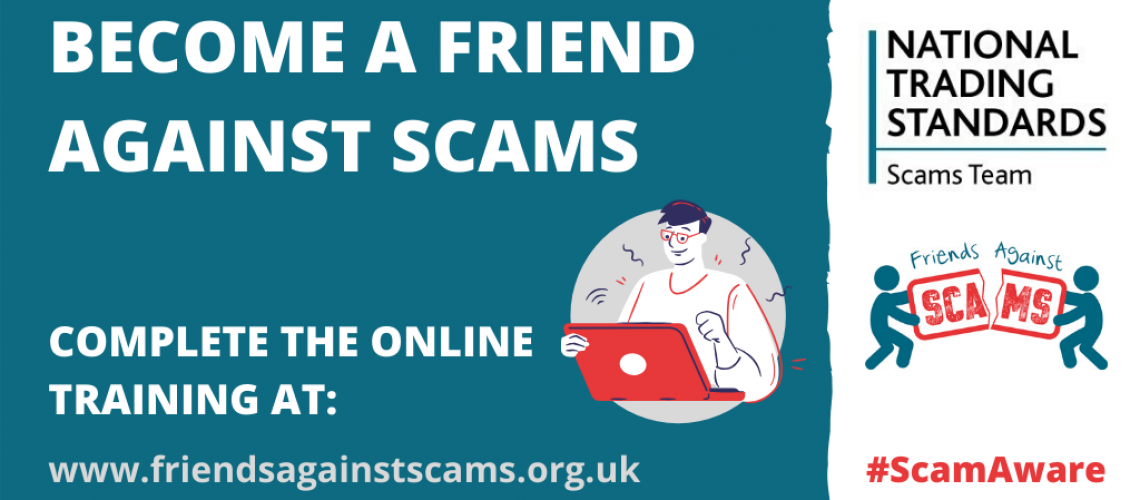 BECOME A FRIEND
AGAINST SCAMS
COMPLETE THE ONLINE
TRAINING AT:
www.friendsagainstscams.org.uk
NATIONAL
TRADING
STANDARDS
Scams Team
Friends Against
SCAMS
#ScamAware